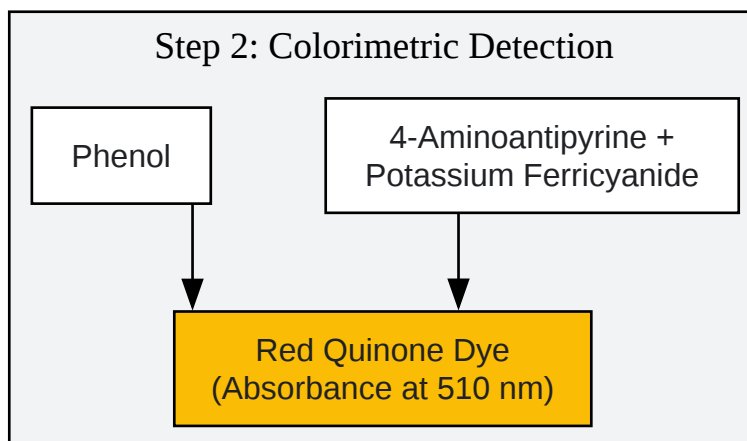 Step 2: Colorimetric Detection
Phenol
4-Aminoantipyrine +
Potassium Ferricyanide
Red Quinone Dye
(Absorbance at 510 nm)